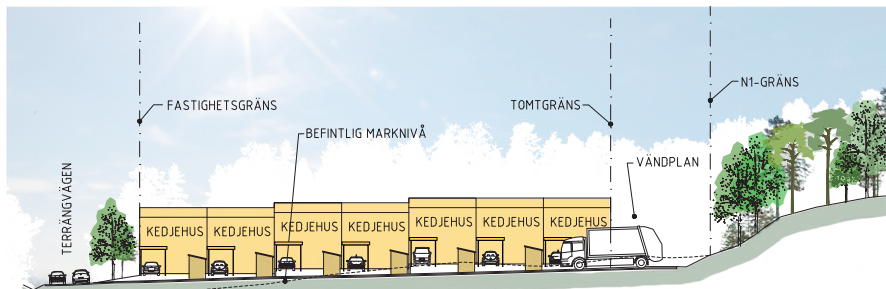 N1-GRÄNS
FASTIGHETSGRÄNS
TOMTGRÄNS
BEFINTLIG MARKNIVÅ
VÄNDPLAN
TERRÄNGVÄGEN
KEDJEHUS
KEDJEHUS
KEDJEHUS
KEDJEHUS
KEDJEHUS
KEDJEHUS
KEDJEHUS